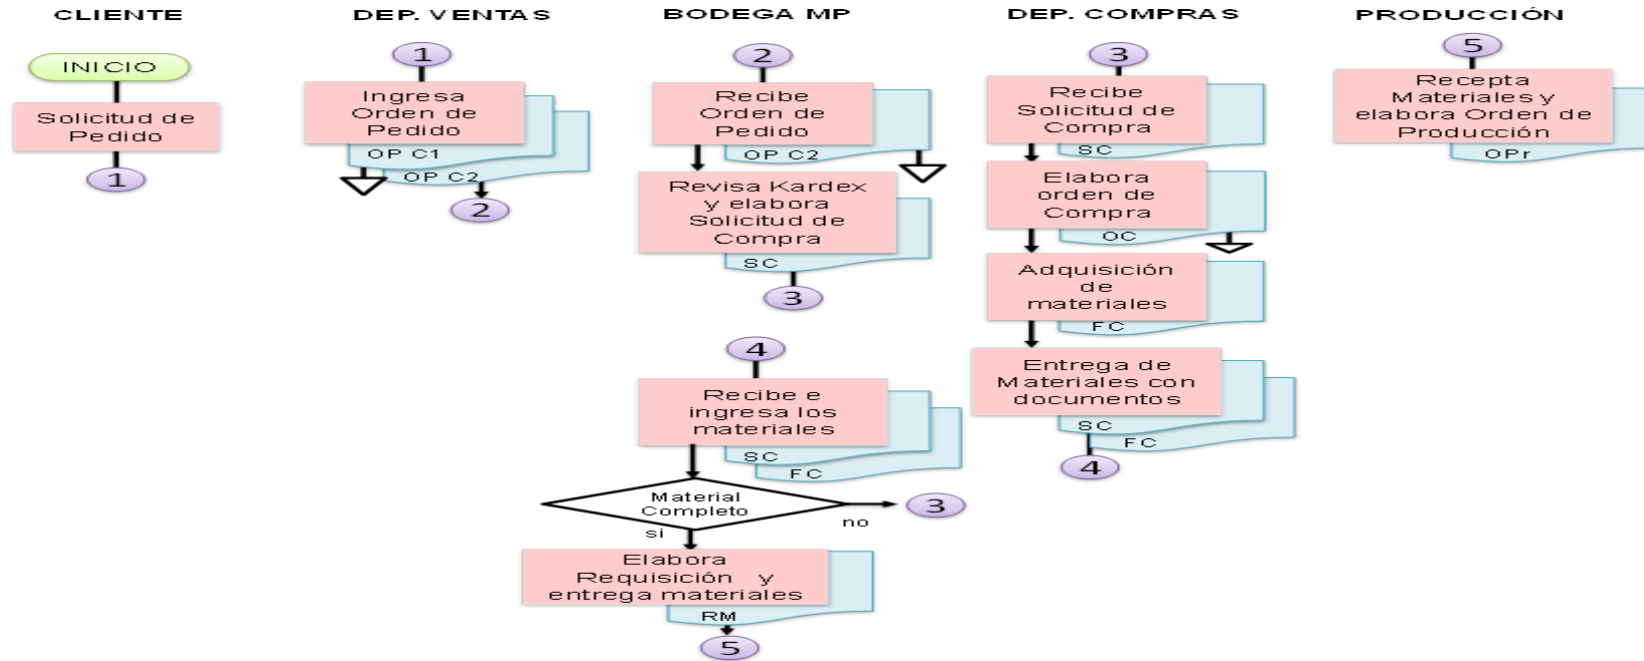 CLIENTE
INICIO
Solicitud de
Pedido
1
DEP. VENTAS
1
Ingresa
Orden de
Pedido
OP C1
OP C2
2
BODEGA MP
2
Recibe
Orden de
Pedido
OP C2
Revisa Kardex
y elabora
Solicitud de
Compra
SC
3
4
Recibe e
ingresa los
materiales
SC
FC
Material
Completo
no
3
si
Elabora
Requisición y
entrega materiales
RM
5
DEP. COMPRAS
3
Recibe
Solicitud de
Compra
SC
Elabora
orden de
Compra
OC
Adquisición
de
materiales
FC
Entrega de
Materiales con
documentos
SC
FC
4
PRODUCCIÓN
5
Recepta
Materiales y
elabora Orden de
Producción
OPr